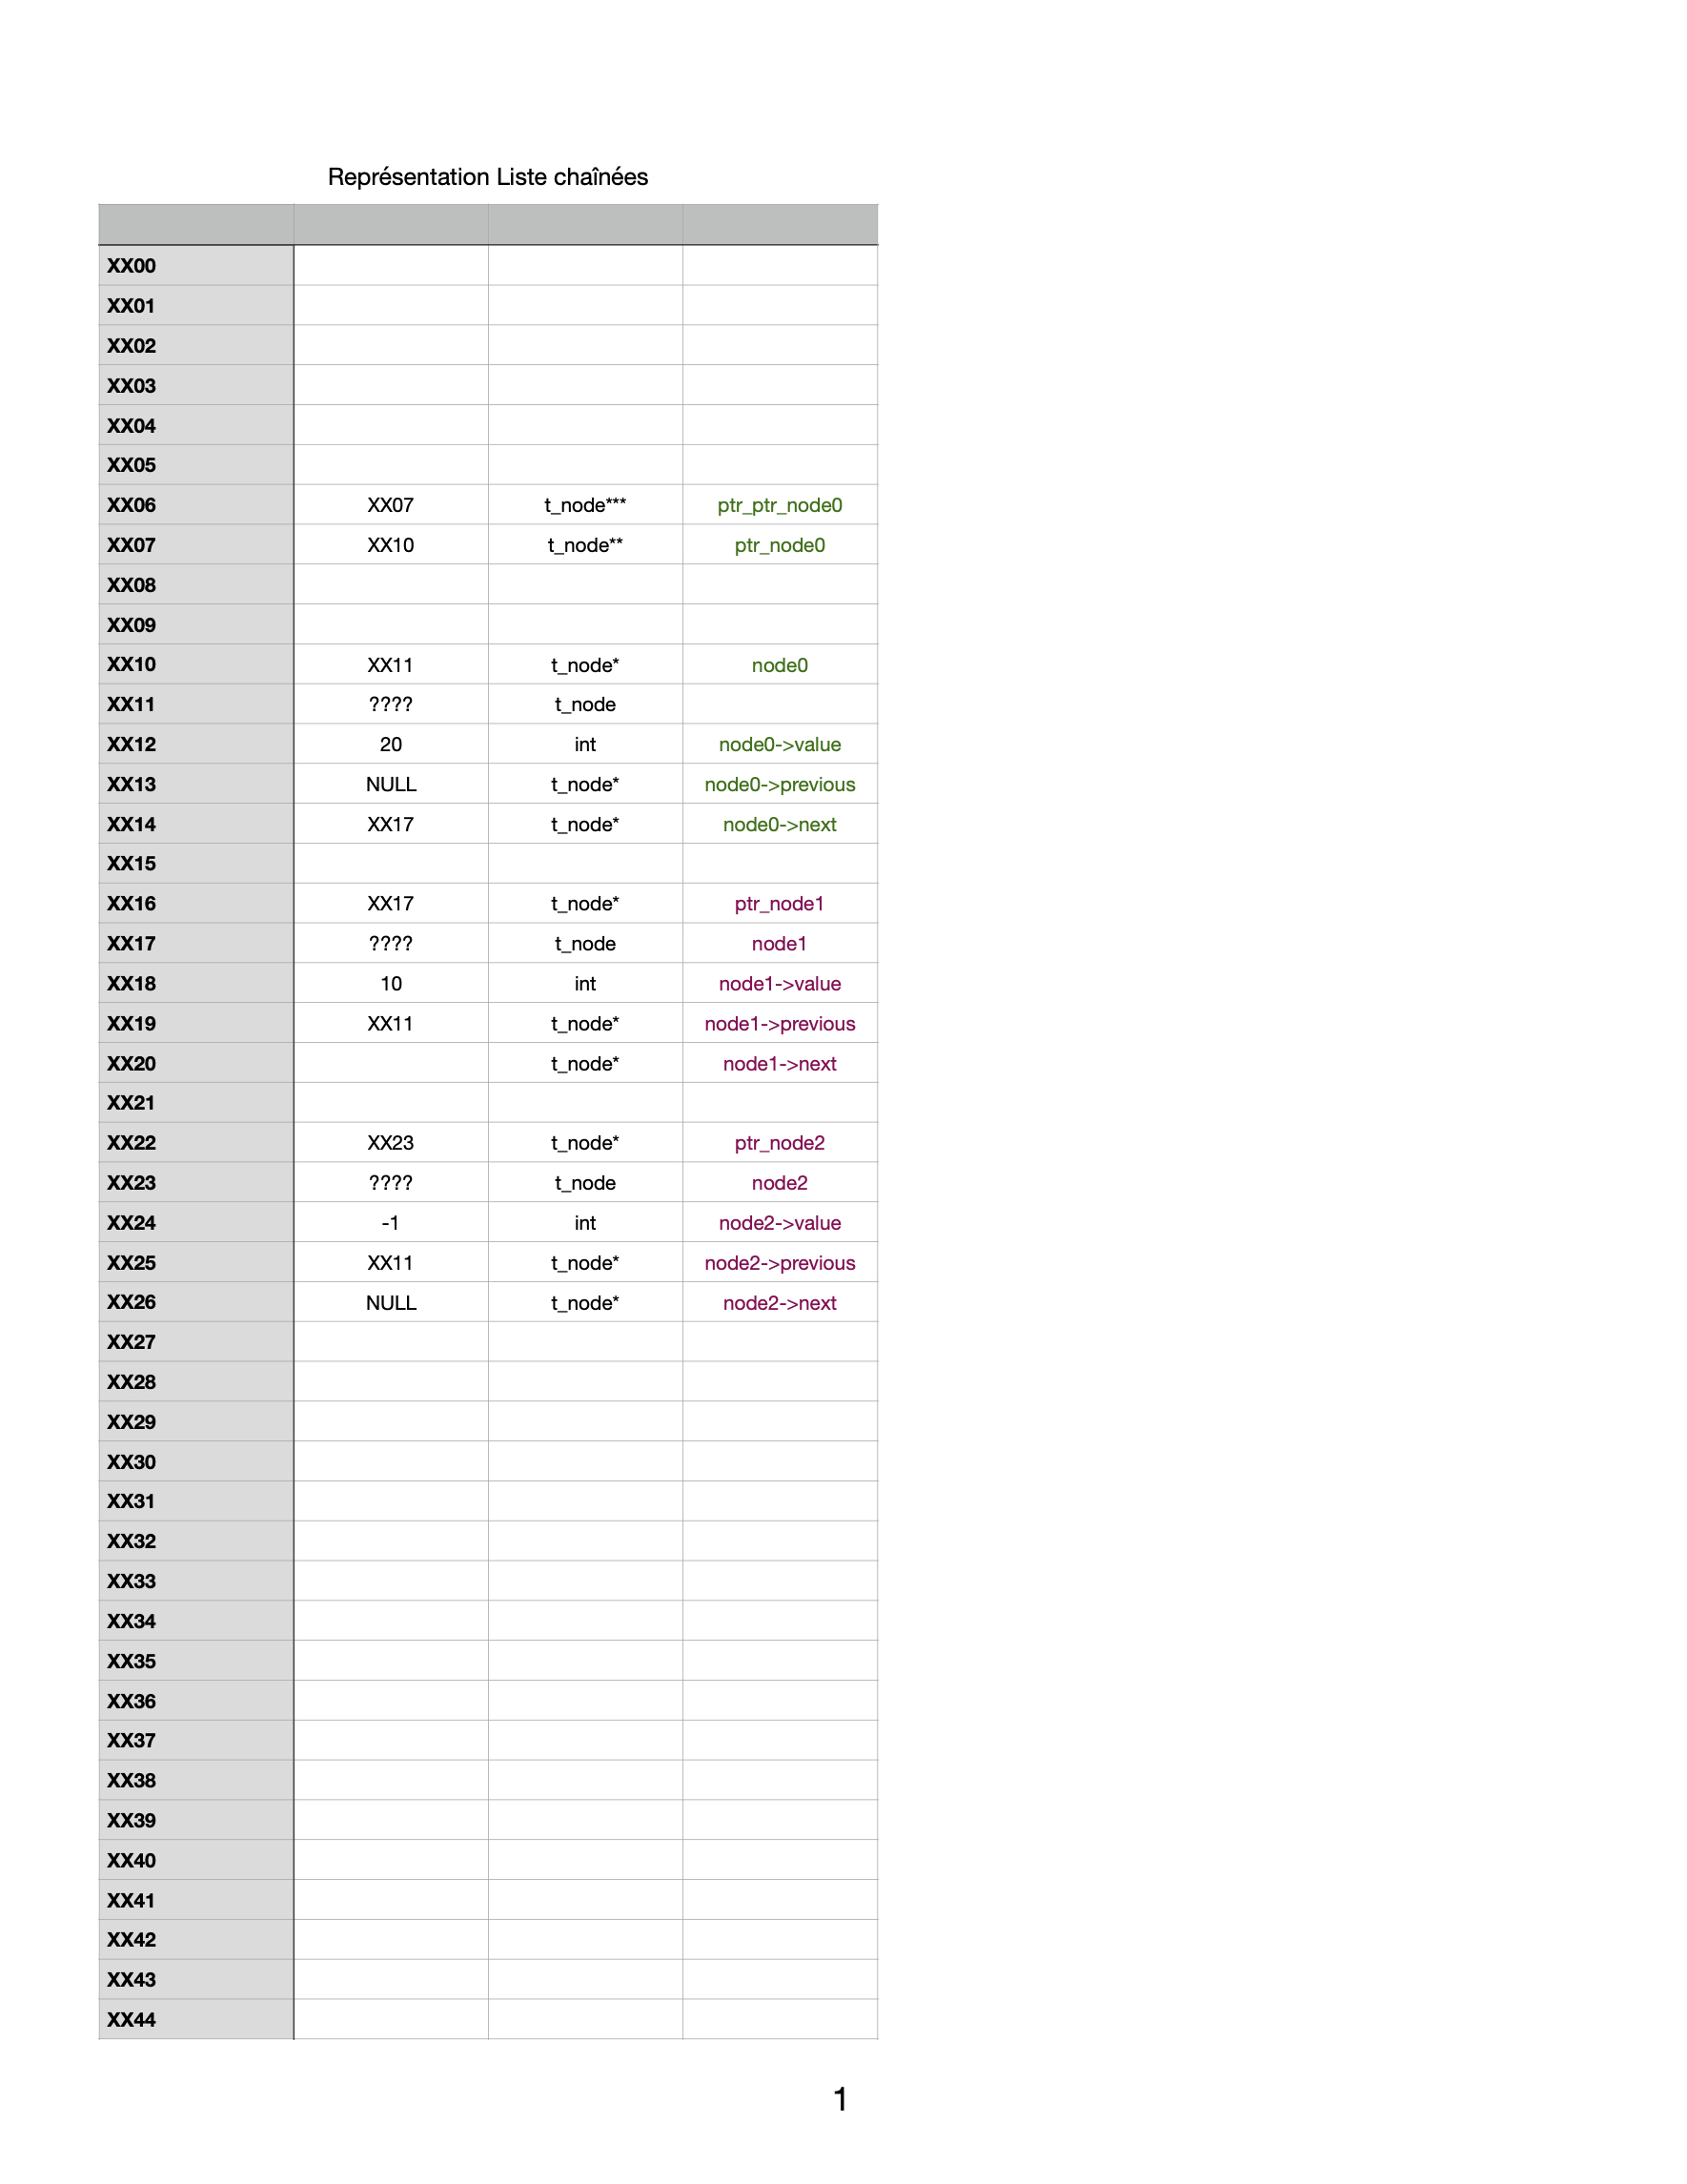 Représentation Liste chaînées
XX00
XX01
XX02
XX03
XX04
XX05
XX06 XX07 t_node*** ptr_ptr_node0
XX07 XX10 t_node** ptr_node0
XX08
XX09
XX10 XX11 t_node* node0
XX11 ???? t_node
XX12 20 int node0->value
XX13 NULL t_node* node0->previous
XX14 XX17 t_node* node0->next
XX15
XX16 XX17 t_node* ptr_node1
XX17 ???? t_node node1
XX18 10 int node1->value
XX19 XX11 t_node* node1->previous
XX20 t_node* node1->next
XX21
XX22 XX23 t_node* ptr_node2
XX23 ???? t_node node2
XX24 -1 int node2->value
XX25 XX11 t_node* node2->previous
XX26 NULL t_node* node2->next
XX27
XX28
XX29
XX30
XX31
XX32
XX33
XX34
XX35
XX36
XX37
XX38
XX39
XX40
XX41
XX42
XX43
XX44
1